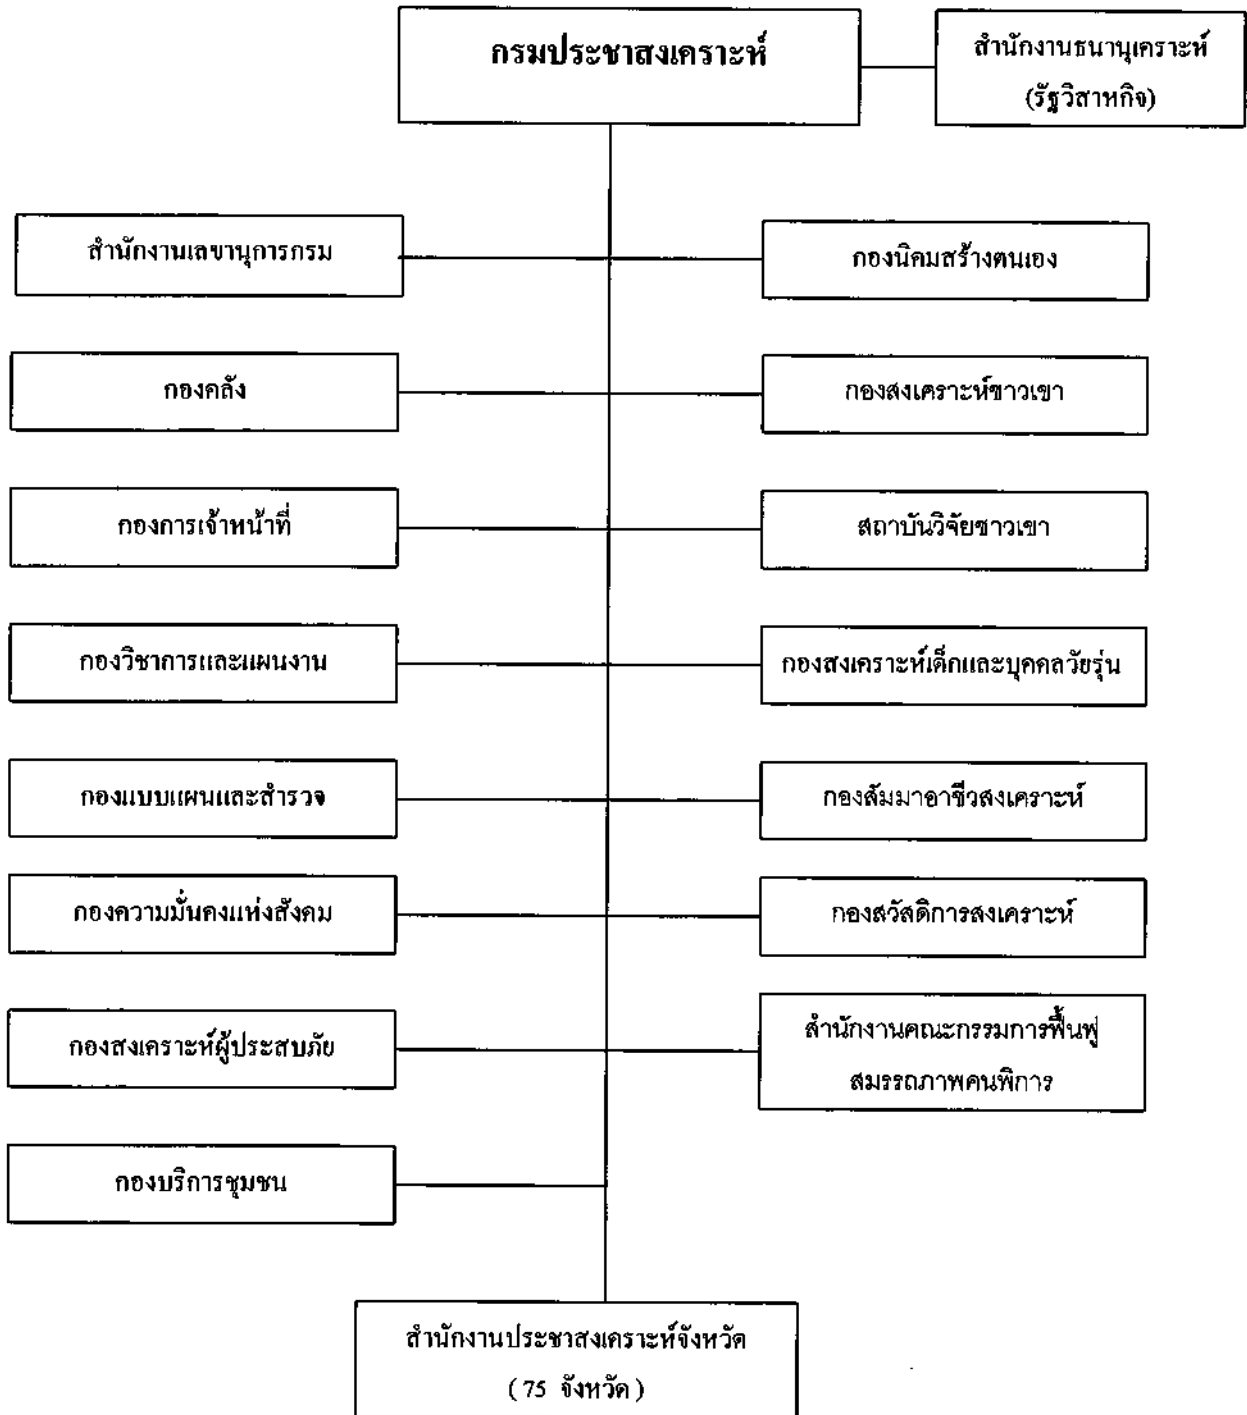 กรมประชาสงเคราะห์
สำนักงานธนานุเคราะห์
(รัฐวิสาหกิจ)
สำนักงานเลขานุการกรม
กองนิคมสร้างตนเอง
กองคลัง
กองสงเคราะห์ชาวเขา
กองการเจ้าหน้าที่
สถาบันวิจัยชาวเขา
กองวิชาการและแผนงาน
กองสงเคราะห์เด็กและบุคคลวัยรุ่น
กองแบบแผนและสำรวจ
กองสัมมาอาชีวสงเคราะห์
กองความมั่นคงแห่งสังคม
กองสวัสดิการสงเคราะห์
กองสงเคราะห์ผู้ประสบภัย
สำนักงานคณะกรรมการฟื้นฟู
สมรรถภาพคนพิการ
กองบริการชุมชน
สำนักงานประชาสงเคราะห์จังหวัด
(75 จังหวัด)